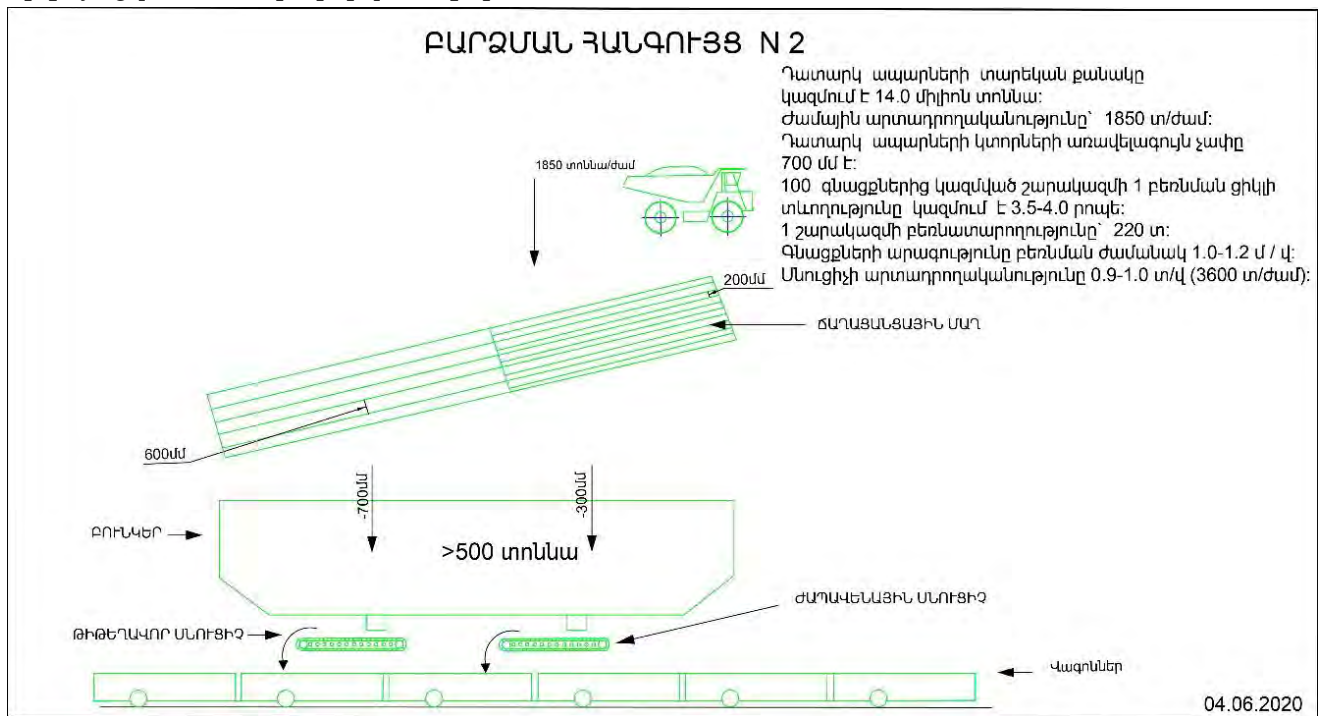 ԲԱՐՁՄԱՆ ՀԱՆԳՈՒՅՑ N 2
Դատարկ ապարների տարեկան քանակը
կազմում է 14.0 միլիոն տոննա:
Ժամային արտադրողականությունը՝ 1850 տ/ժամ:
Դատարկ ապարների կտորների առավելագույն չափը
700 մմ է:
100 գնացքներից կազմված շարակազմի 1 բեռնման ցիկլի
տևողությունը կազմում է 3.5-4.0 րոպե:
1 շարակազմի բեռնատարողությունը՝ 220 տ:
Գնացքների արագությունը բեռնման ժամանակ 1.0-1.2 մ / վ:
Սնուցիչի արտադրողականությունը 0.9-1.0 տ/վ (3600 տ/ժամ):
1850 տոննա/ժամ
200մմ
ՃԱՂԱՑԱՆՑԱՅԻՆ ՄԱՂ
600մմ
-700մմ
-300մմ
ԲՈՒՆԿԵՐ
>500 տոննա
ԺԱՊԱՎԵՆԱՅԻՆ ՍՆՈՒՑԻՉ
ԹԻԹԵՂԱՎՈՐ ՍՆՈՒՑԻՉ
Վագոններ
04.06.2020